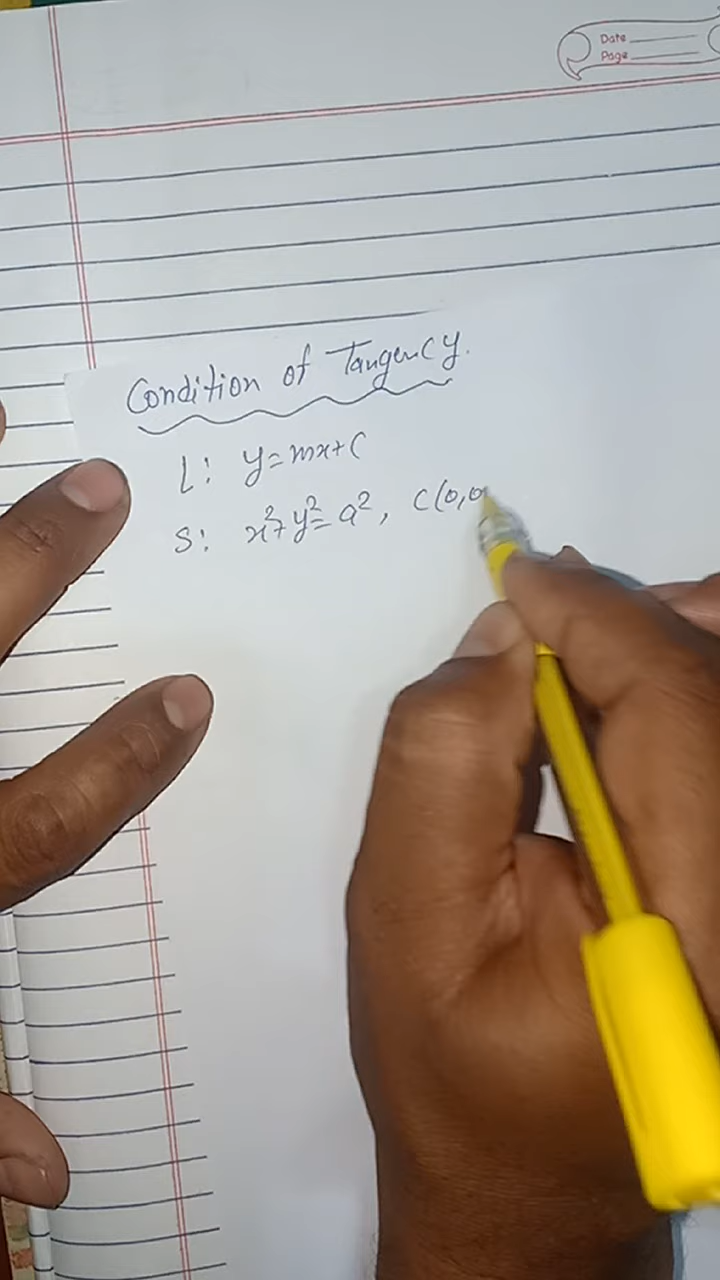 Date
Page
Condition of Tangency.
L: y=mx+c
S: x²+y²=a², C(0,0